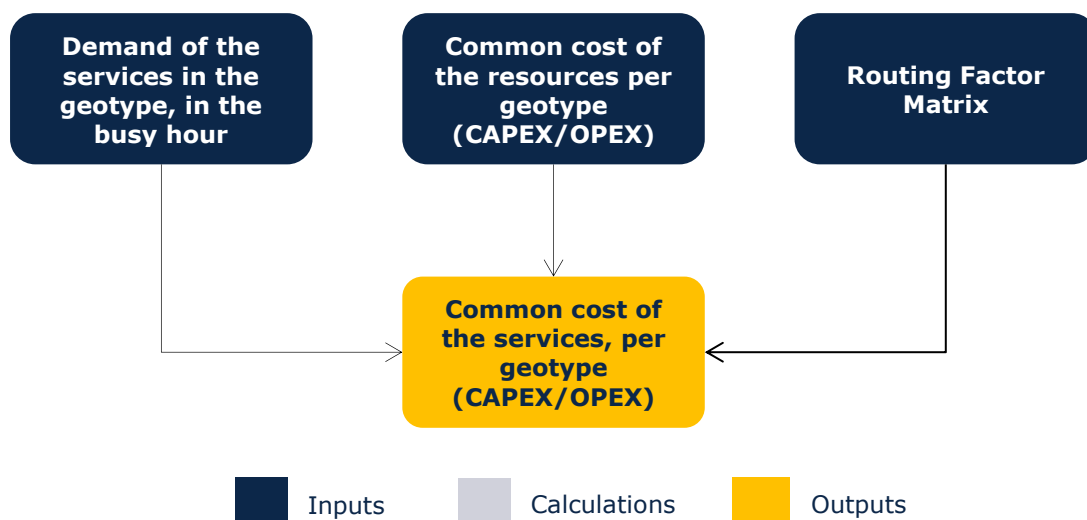 Demand of the
services in the
geotype, in the
busy hour
Common cost of
the resources per
geotype
(CAPEX/OPEX)
Routing Factor
Matrix
Common cost of
the services, per
geotype
(CAPEX/OPEX)
Inputs
Calculations
Outputs